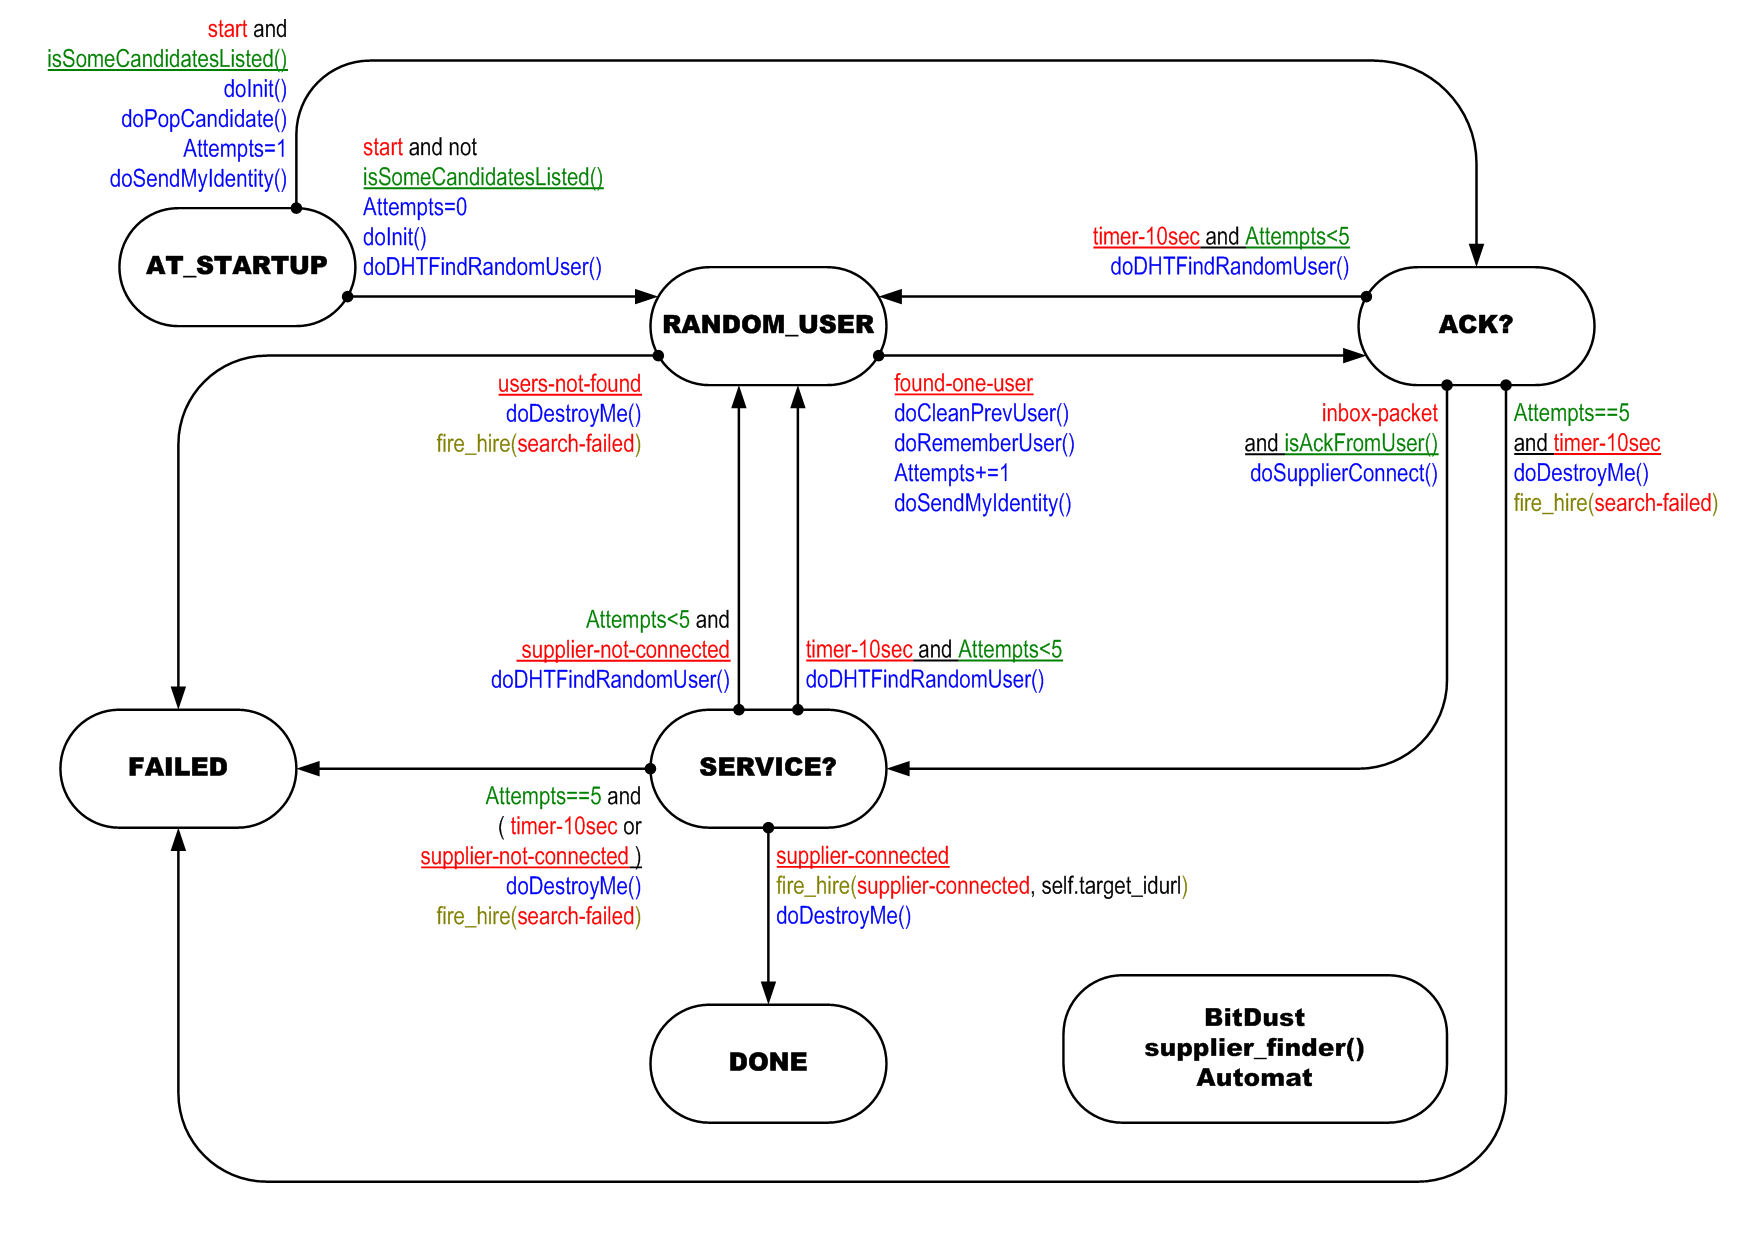 start and
isSomeCandidatesListed()
doInit()
doPopCandidate()
Attempts=1
doSendMyIdentity()
start and not
isSomeCandidatesListed()
Attempts=0
doInit()
doDHTFindRandomUser()
AT_STARTUP
timer-10sec and Attempts<5
doDHTFindRandomUser()
RANDOM_USER
ACK?
users-not-found
doDestroyMe()
fire_hire(search-failed)
found-one-user
doCleanPrevUser()
doRememberUser()
Attempts+=1
doSendMyIdentity()
inbox-packet
and isAckFromUser()
doSupplierConnect()
Attempts==5
and timer-10sec
doDestroyMe()
fire_hire(search-failed)
Attempts<5 and
supplier-not-connected
doDHTFindRandomUser()
timer-10sec and Attempts<5
doDHTFindRandomUser()
FAILED
SERVICE?
Attempts==5 and
( timer-10sec or
supplier-not-connected )
doDestroyMe()
fire_hire(search-failed)
supplier-connected
fire_hire(supplier-connected, self.target_idurl)
doDestroyMe()
DONE
BitDust
supplier_finder()
Automat